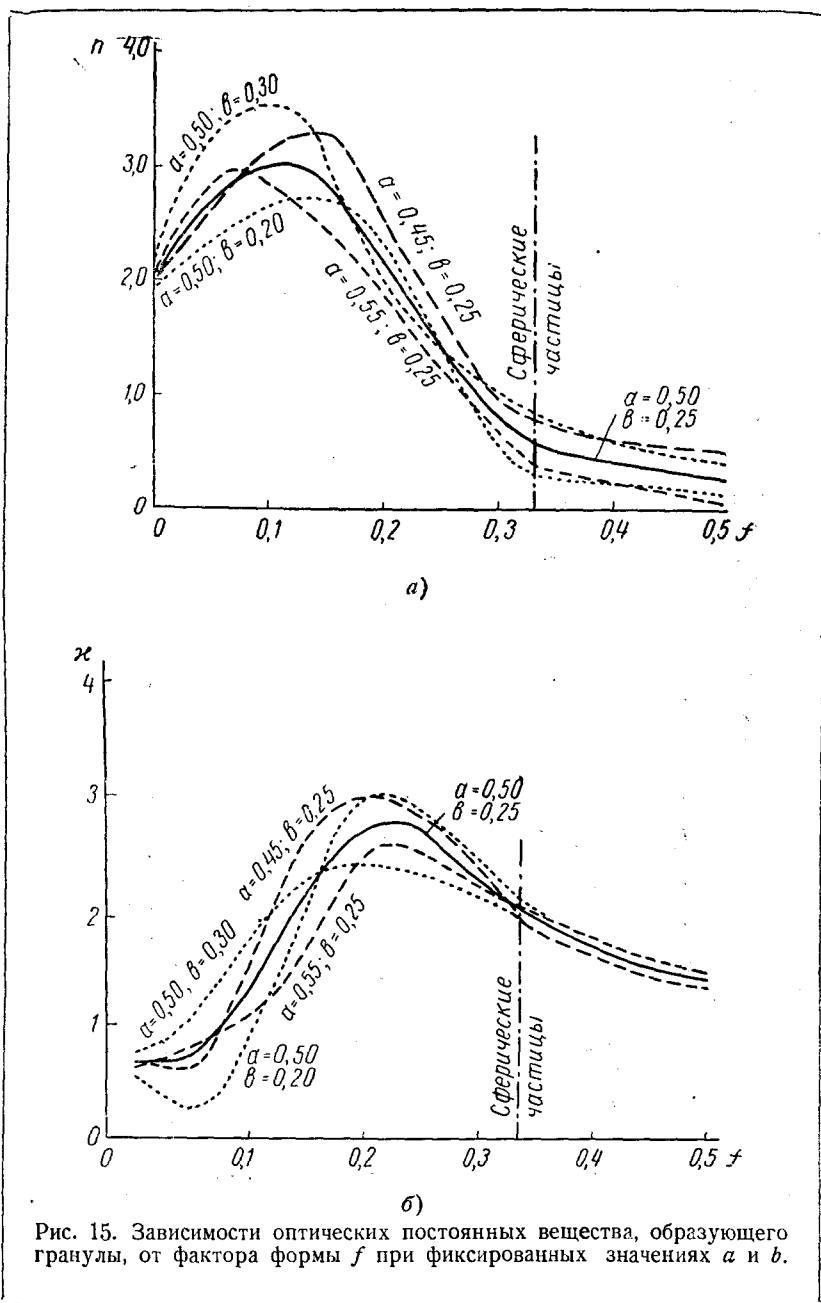 n 4,0
a=0,50; в=0,30
3,0
a=0,45; в=0,25
2,0
a=0,50; в=0,20
a=0,55; в=0,25
Сферические
частицы
1,0
a=0,50
в=0,25
0
0 0,1 0,2 0,3 0,4 0,5 f
а)
ϰ
4
3
a=0,50
в=0,25
a=0,45; в=0,25
2
a=0,50, в=0,30
a=0,55; в=0,25
1
a=0,50
в=0,20
Сферические
частицы
0
0 0,1 0,2 0,3 0,4 0,5 f
б)
Рис. 15. Зависимости оптических постоянных вещества, образующего
гранулы, от фактора формы f при фиксированных значениях a и b.